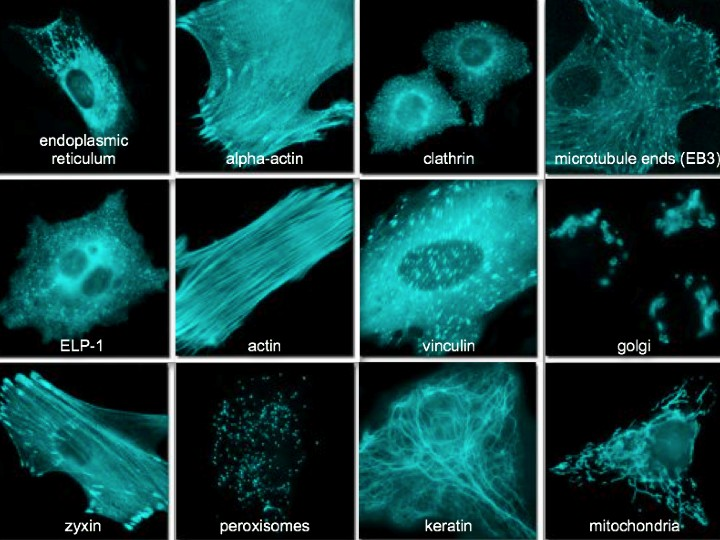 endoplasmic
reticulum
alpha-actin
clathrin
microtubule ends (EB3)
ELP-1
actin
vinculin
golgi
zyxin
peroxisomes
keratin
mitochondria